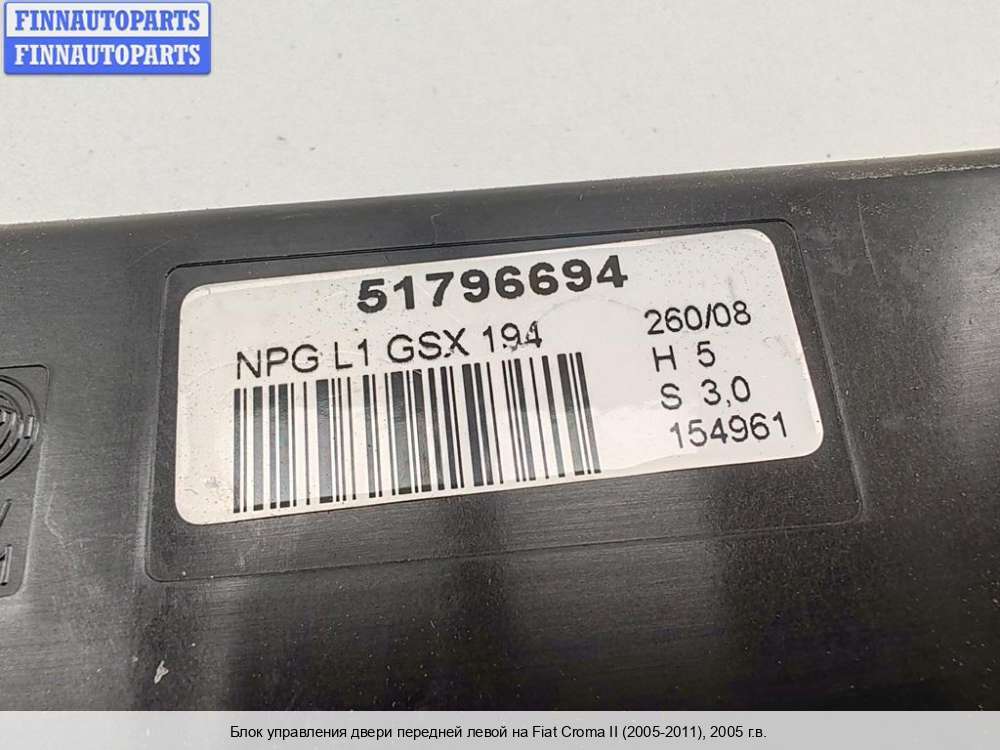 FINNAUTOPARTS
FINNAUTOPARTS
51796694
NPG L1 GSX 194
260/08
H 5
S 3,0
154961
1
Блок управления двери передней левой на Fiat Croma II (2005-2011), 2005 г.в.